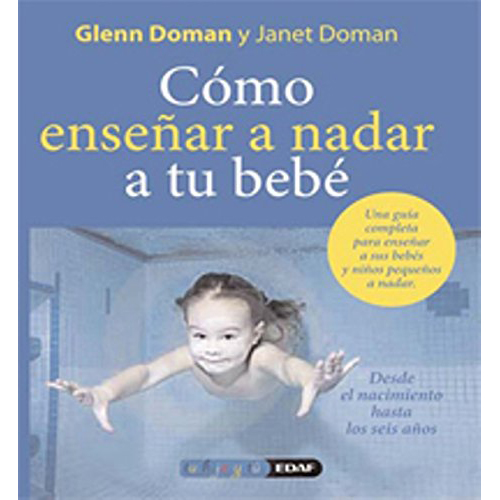 Glenn Doman y Janet Doman
Cómo
enseñar a nadar
a tu bebé
Una guía
completa
para enseñar
a sus bebés
y niños pequeños
a nadar.
Desde
el nacimiento
hasta
los seis años
EDAF